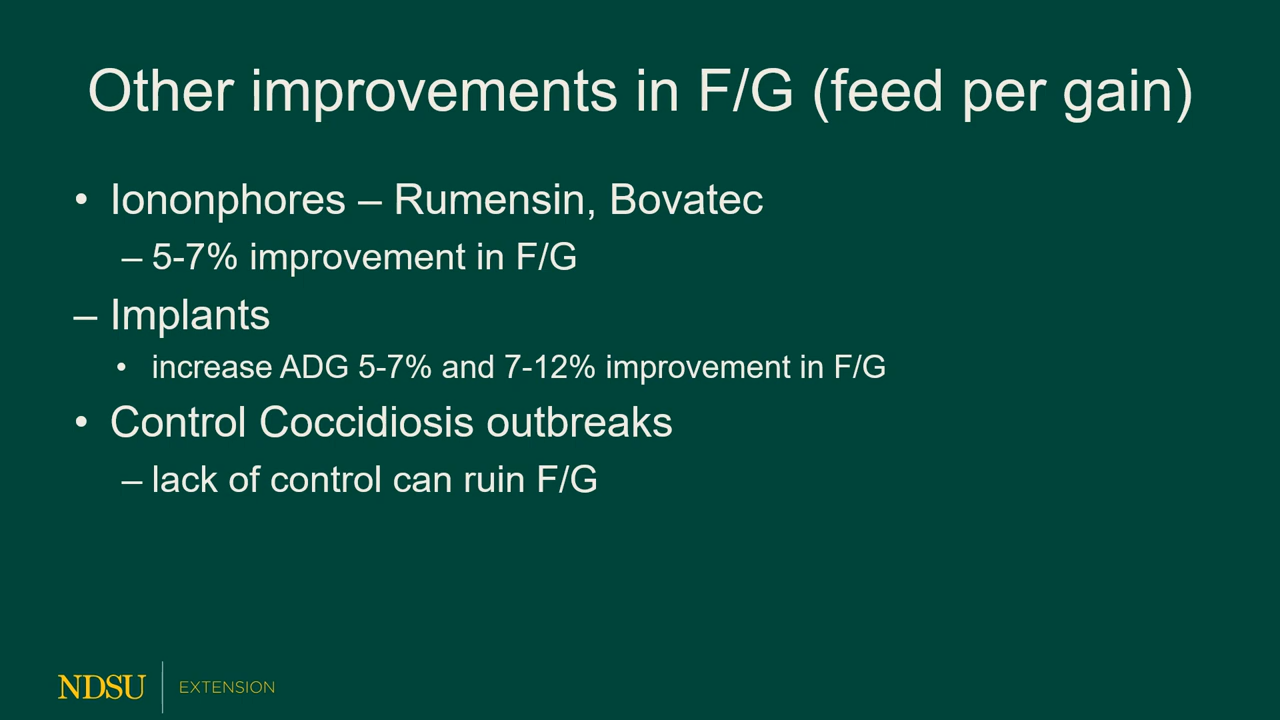 Other improvements in F/G (feed per gain)
• Iononphores – Rumensin, Bovatec
– 5-7% improvement in F/G
– Implants
• increase ADG 5-7% and 7-12% improvement in F/G
• Control Coccidiosis outbreaks
– lack of control can ruin F/G
NDSU EXTENSION